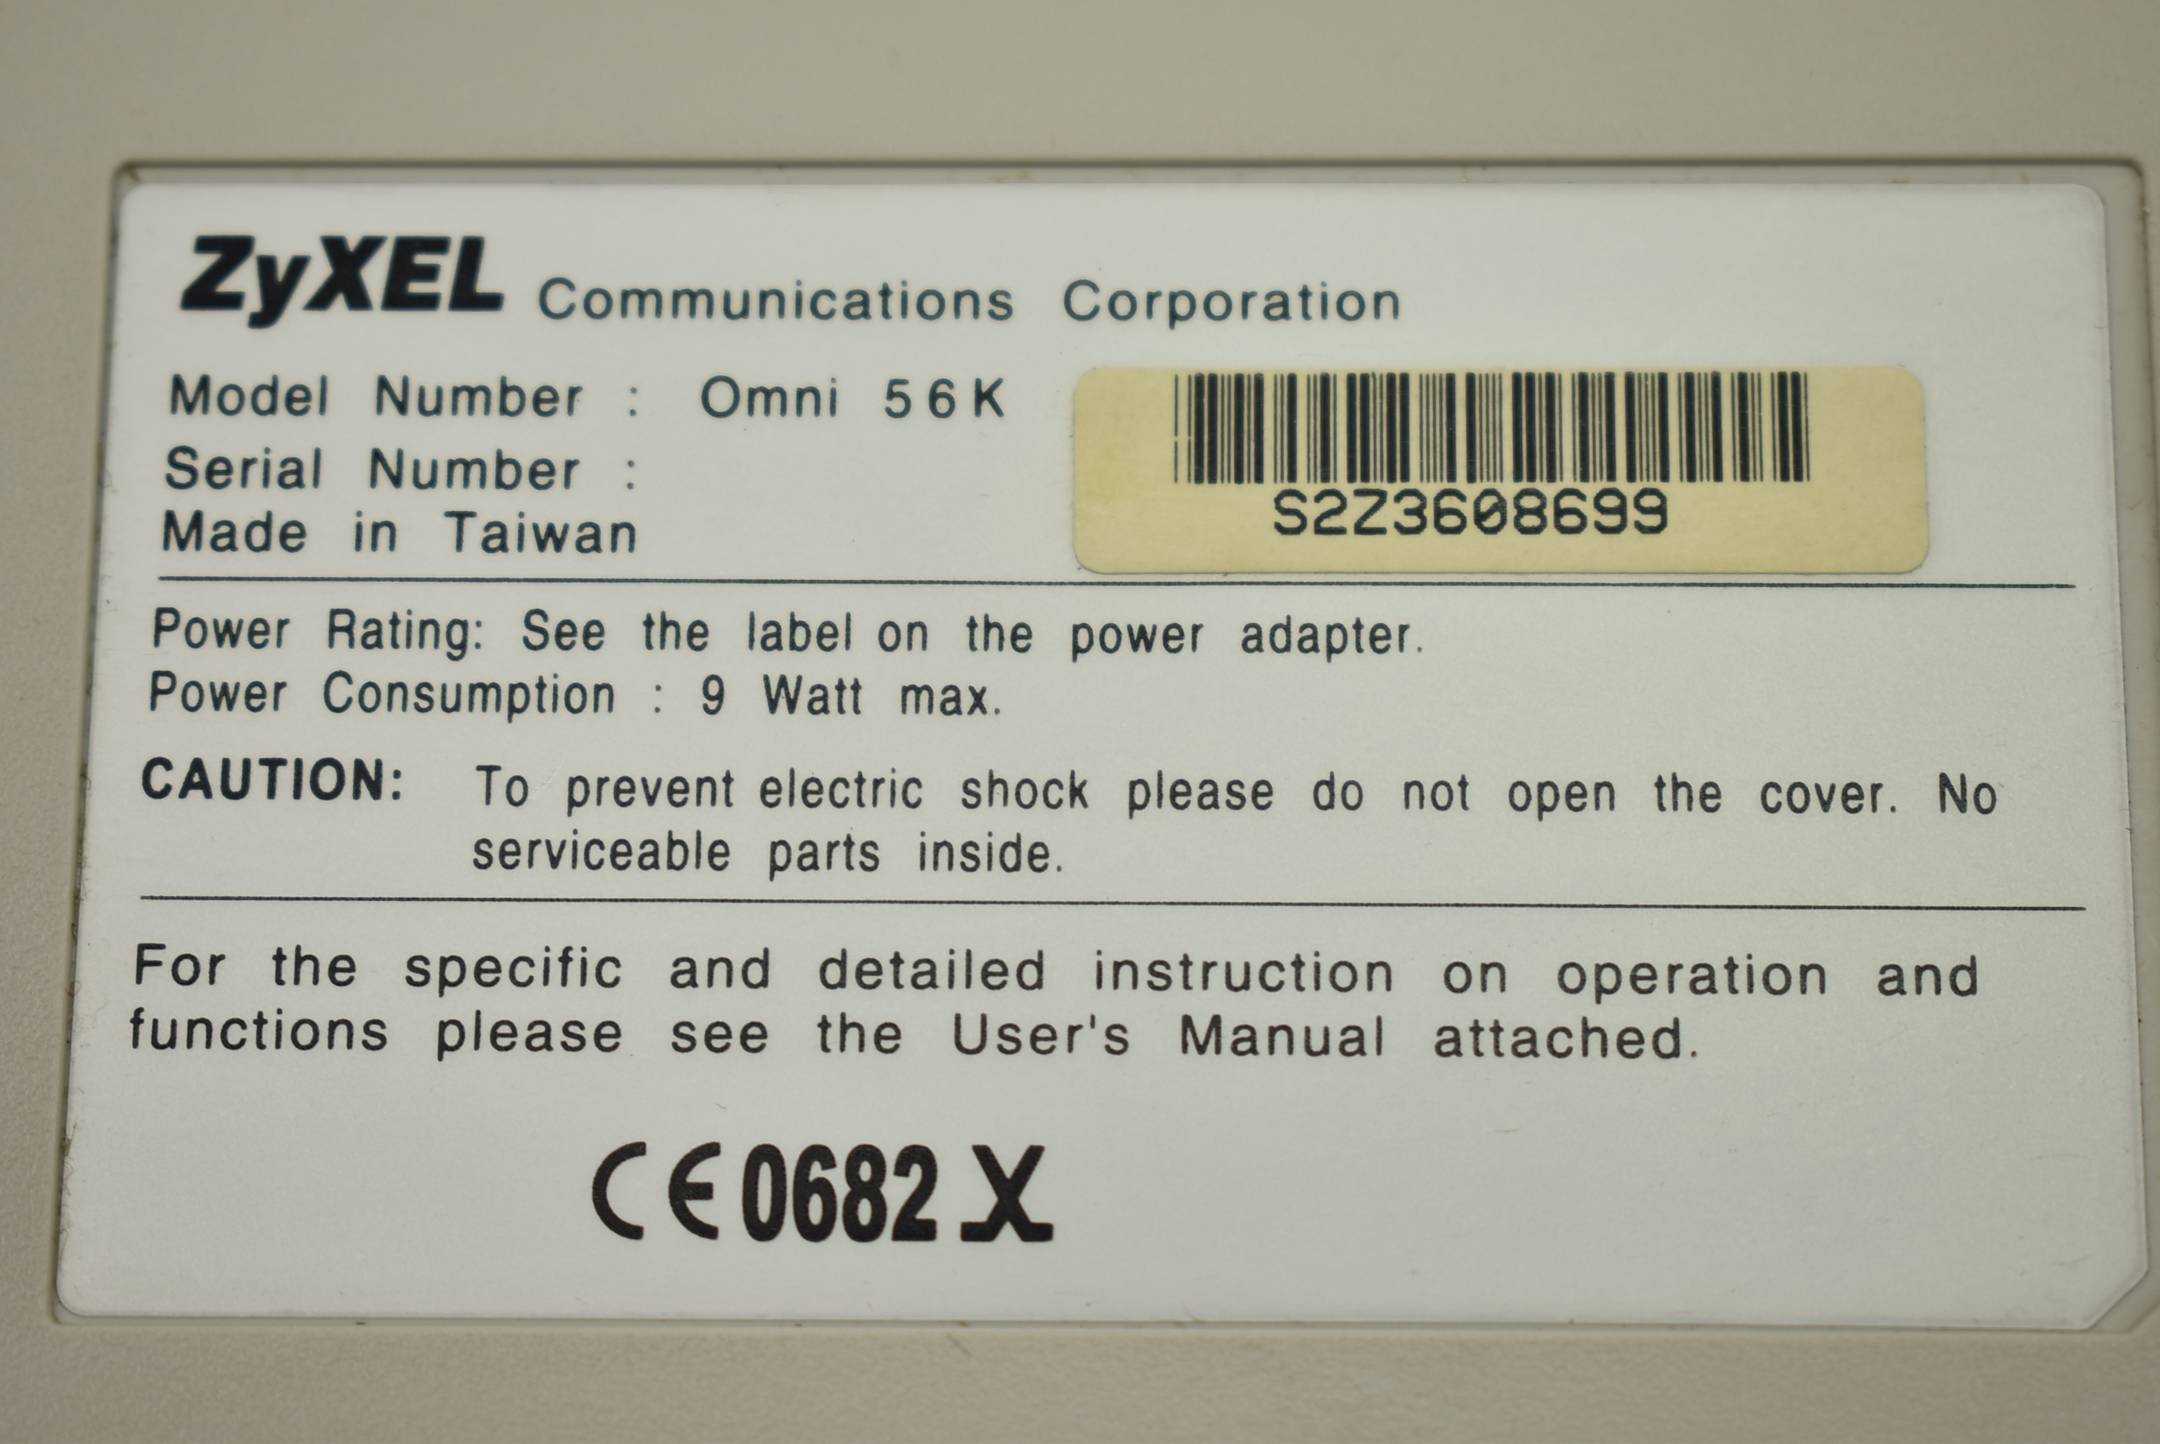 ZyXEL Communications Corporation
Model Number : Omni 56K
Serial Number :
S2Z3608699
Made in Taiwan
Power Rating: See the label on the power adapter.
Power Consumption : 9 Watt max.
CAUTION: To prevent electric shock please do not open the cover. No
serviceable parts inside.
For the specific and detailed instruction on operation and
functions please see the User's Manual attached.
CE0682 X